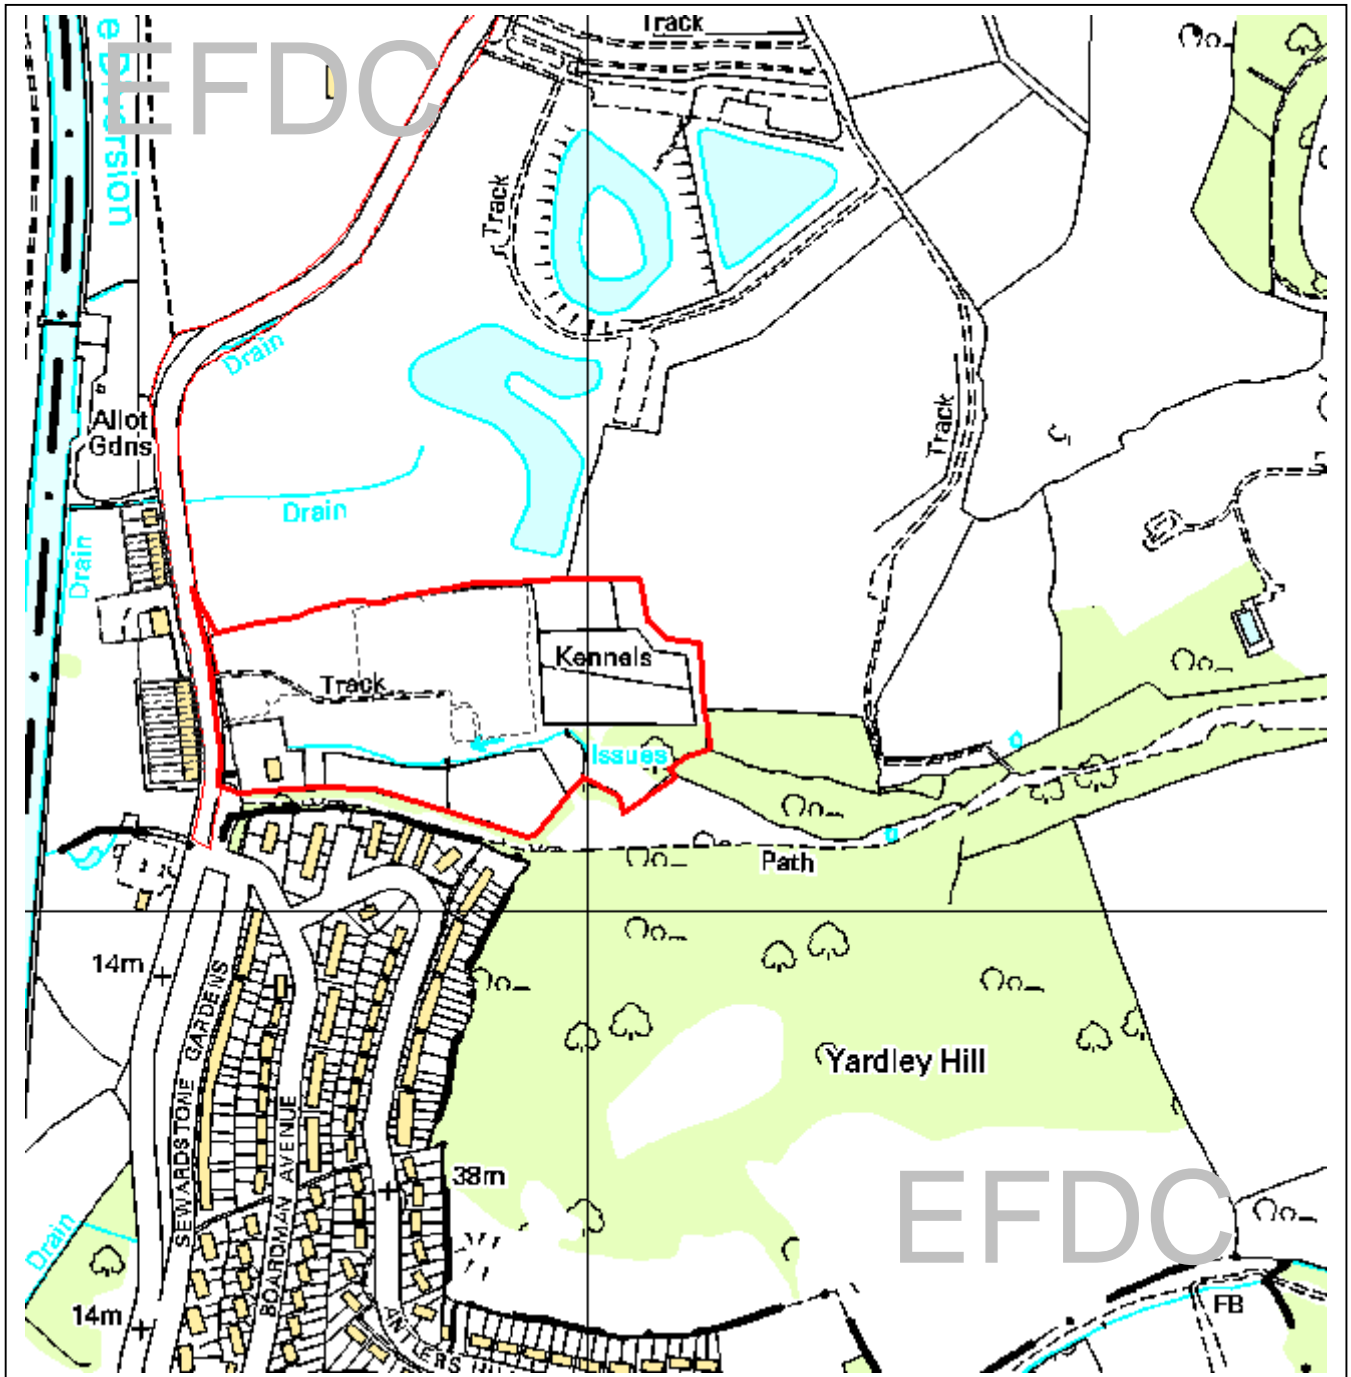 Track
EFDC
e Diversion
Track
Drain
Track
Allot
Gdns
Drain
Drain
Kennels
Track
Issues
Path
14m
SEWARDSTONE GARDENS
BOARDMAN AVENUE
Yardley Hill
38m
EFDC
Drain
14m
FB